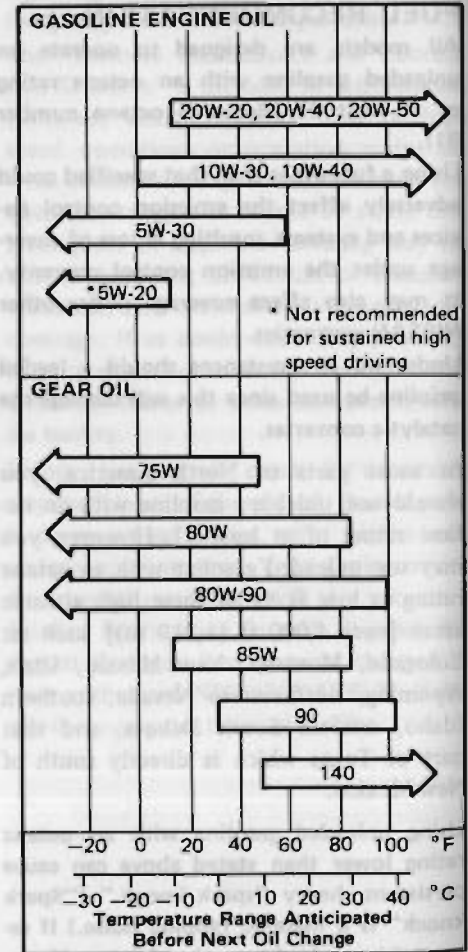 GASOLINE ENGINE OIL
20W-20, 20W-40, 20W-50
10W-30, 10W-40
5W-30
*5W-20
* Not recommended
for sustained high
speed driving
GEAR OIL
75W
80W
80W-90
85W
90
140
-20 0 20 40 60 80 100 °F
-30 -20 -10 0 10 20 30 40 °C
Temperature Range Anticipated
Before Next Oil Change